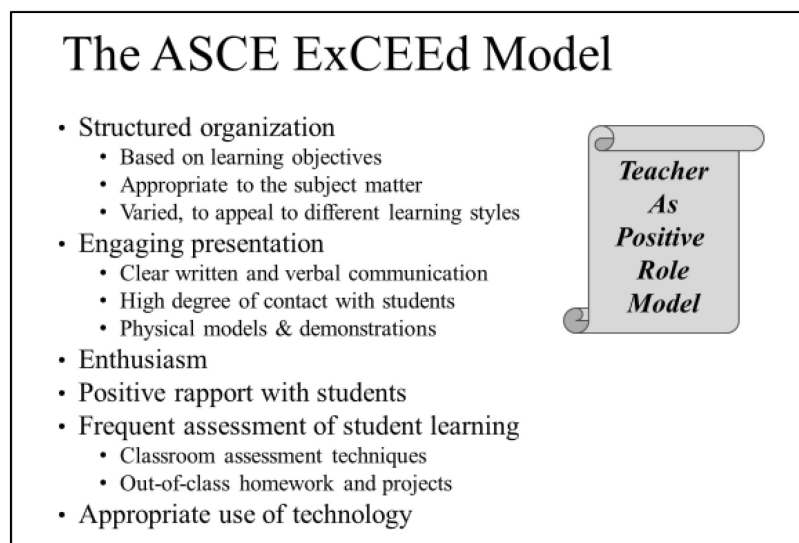 The ASCE ExCEEd Model
• Structured organization
• Based on learning objectives
• Appropriate to the subject matter
• Varied, to appeal to different learning styles
• Engaging presentation
• Clear written and verbal communication
• High degree of contact with students
• Physical models & demonstrations
• Enthusiasm
• Positive rapport with students
• Frequent assessment of student learning
• Classroom assessment techniques
• Out-of-class homework and projects
• Appropriate use of technology
Teacher
As
Positive
Role
Model